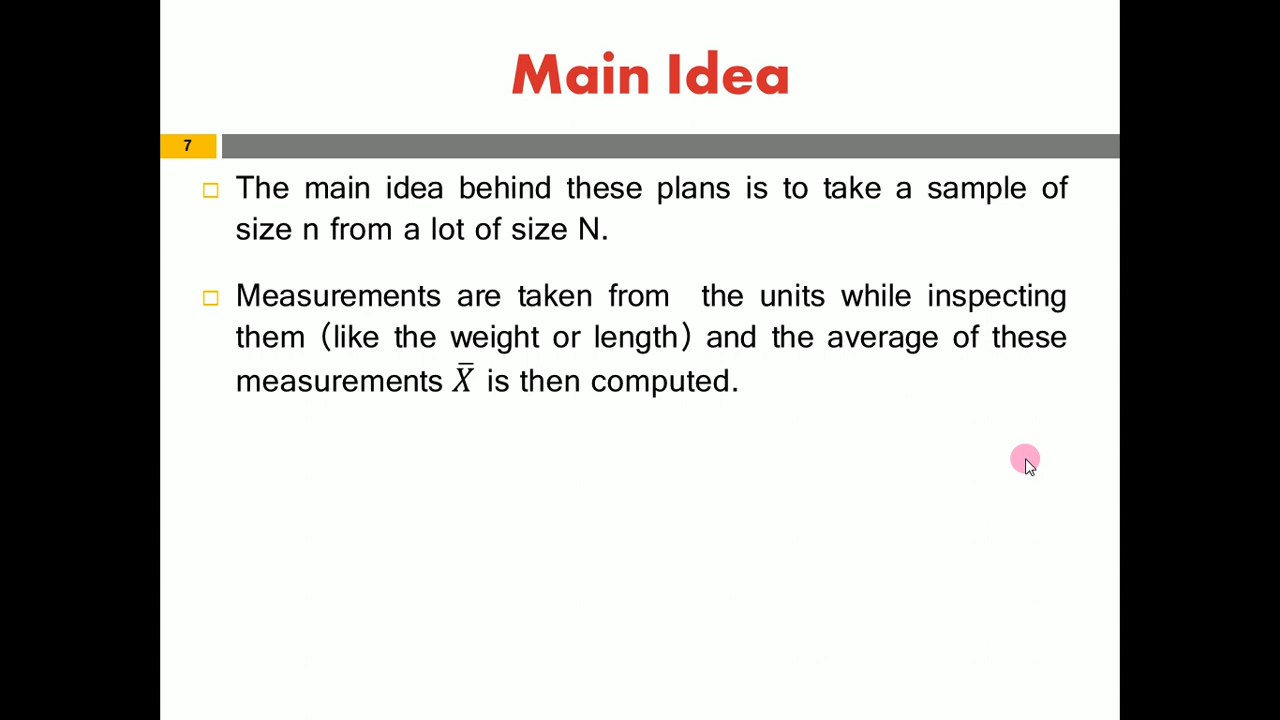 Main Idea
7
The main idea behind these plans is to take a sample of
size n from a lot of size N.
Measurements are taken from the units while inspecting
them (like the weight or length) and the average of these
measurements X̅ is then computed.